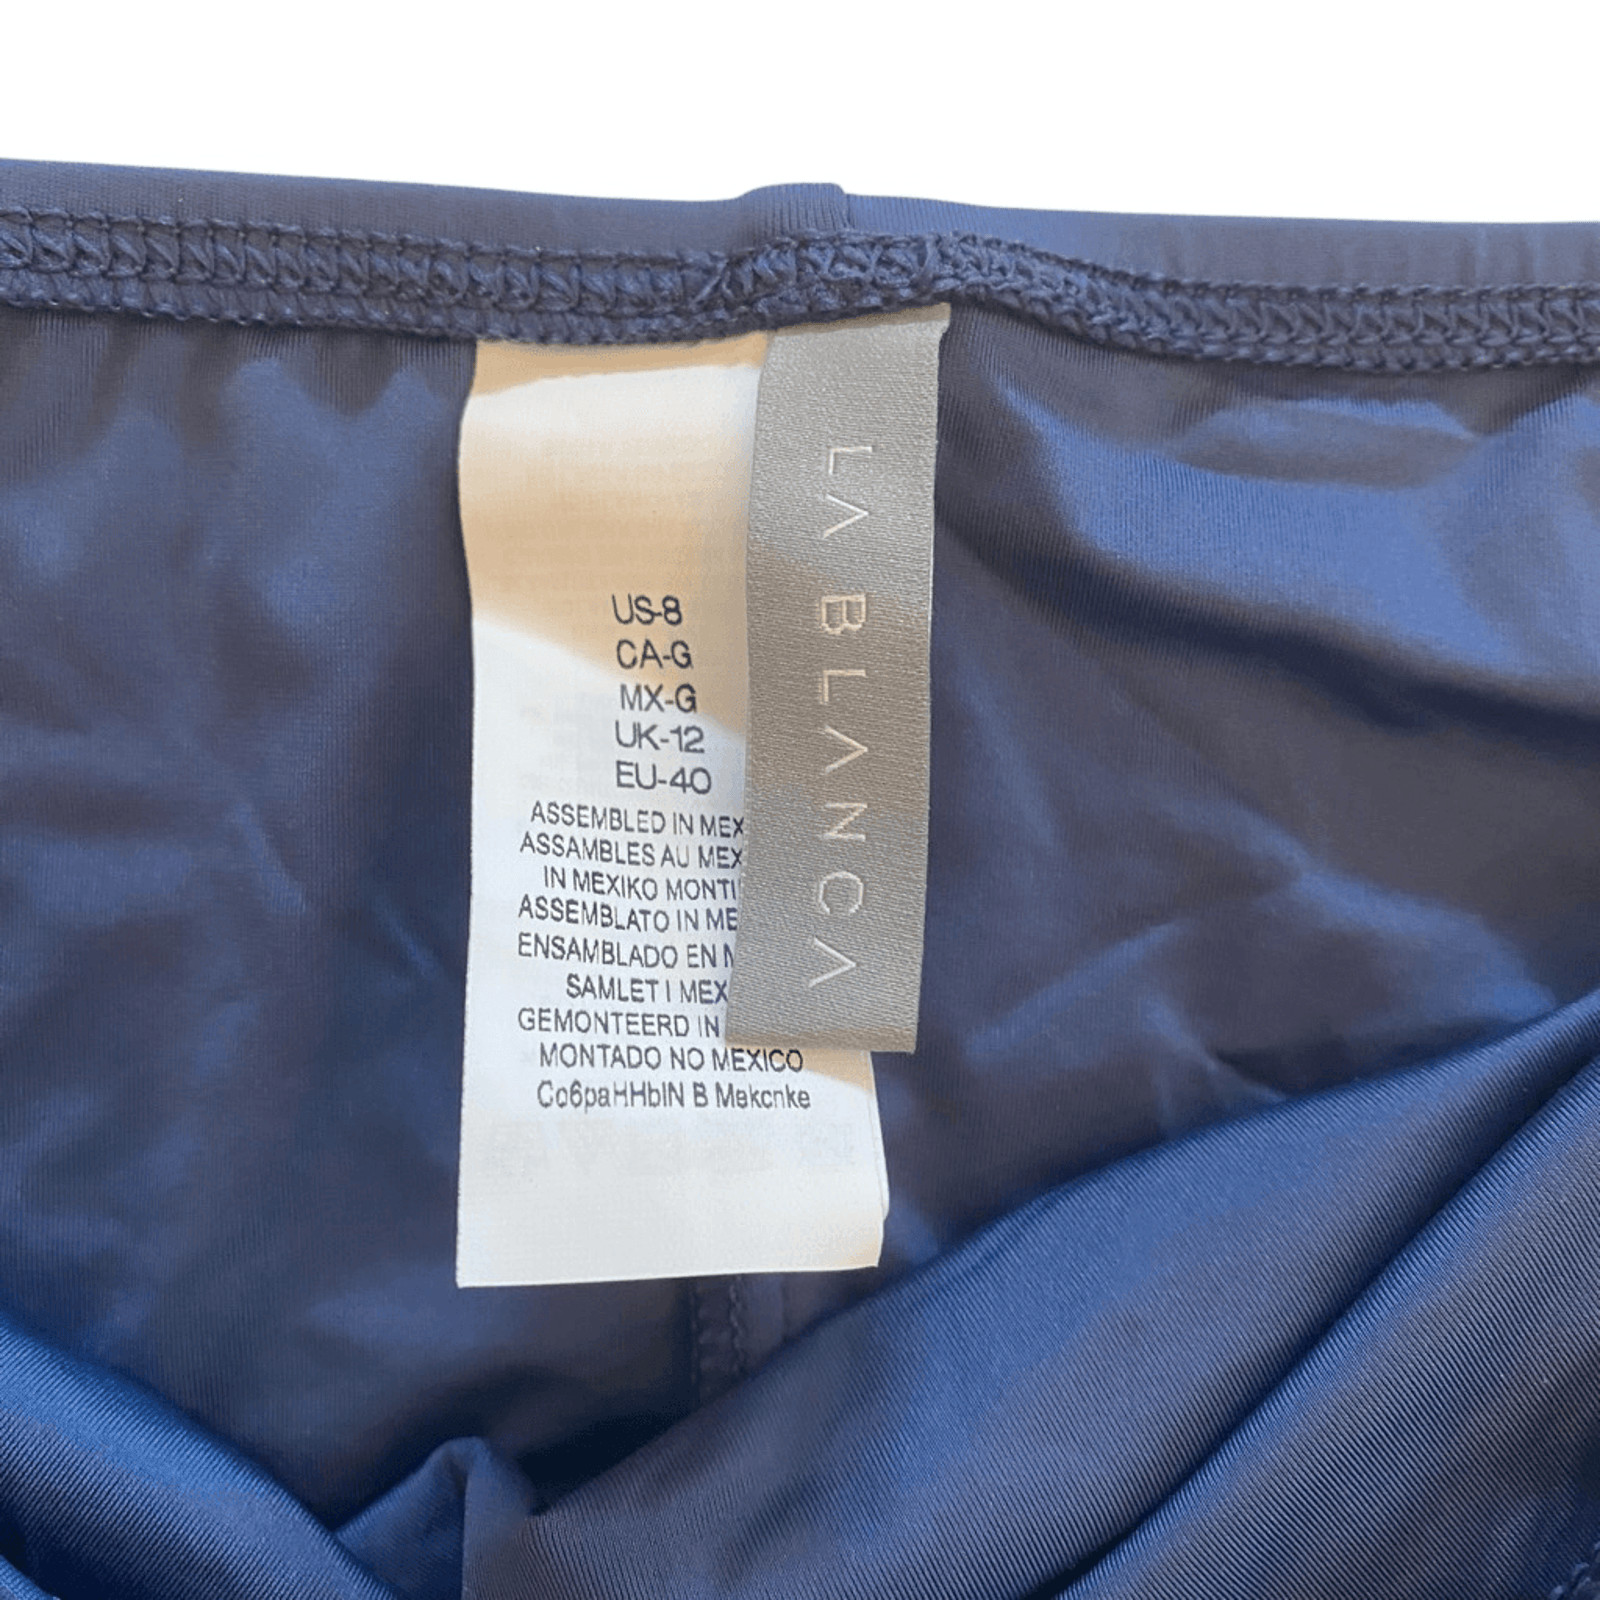 US-8
CA-G
MX-G
UK-12
EU-40
ASSEMBLED IN MEX
ASSAMBLES AU MEX
IN MEXIKO MONTI
ASSEMBLATO IN ME
ENSAMBLADO EN
SAMLET I MEX
GEMONTEERD IN
MONTADO NO MEXICO
Co6paHHbIN B Mekcnke
LA BLANCA